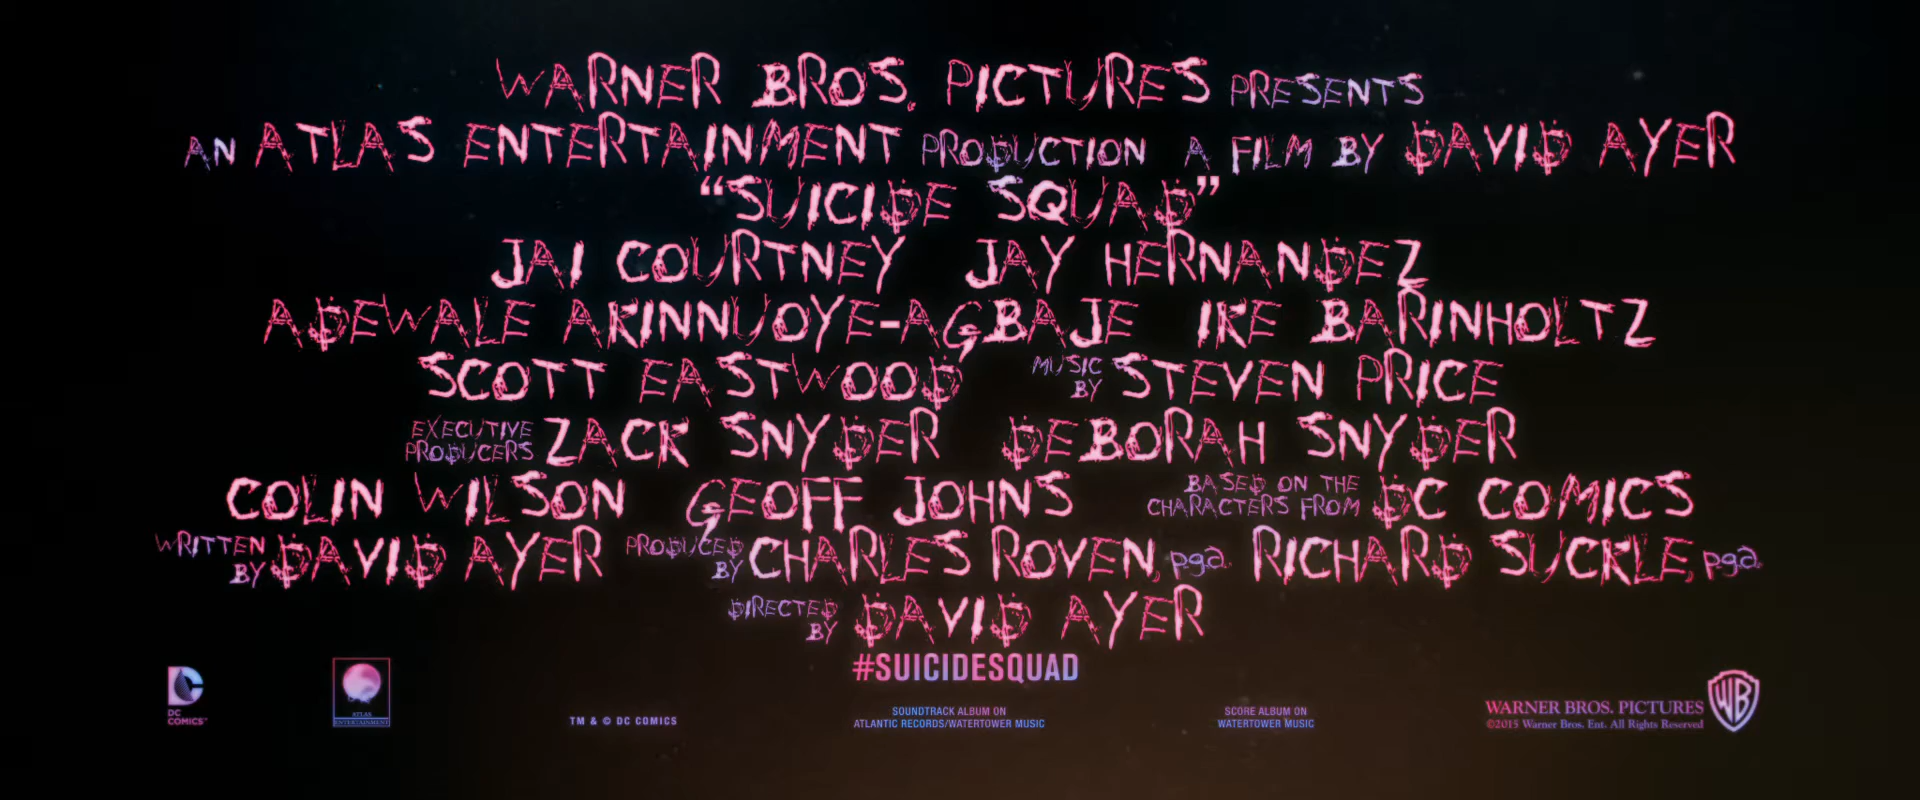 WARNER BROS. PICTURES PRESENTS
AN ATLAS ENTERTAINMENT PRODUCTION A FILM BY DAVID AYER
“SUICIDE SQUAD”
JAI COURTNEY JAY HERNANDEZ
ADEWALE AKINNUOYE-AGBAJE IKE BARINHOLTZ
SCOTT EASTWOOD MUSIC BY STEVEN PRICE
EXECUTIVE PRODUCERS ZACK SNYDER DEBORAH SNYDER
COLIN WILSON GEOFF JOHNS BASED ON THE CHARACTERS FROM DC COMICS
WRITTEN BY DAVID AYER PRODUCED BY CHARLES ROVEN, p.g.a. RICHARD SUCKLE, p.g.a.
DIRECTED BY DAVID AYER
#SUICIDESQUAD
DC COMICS™
ATLAS ENTERTAINMENT
TM & © DC COMICS
SOUNDTRACK ALBUM ON
ATLANTIC RECORDS/WATERTOWER MUSIC
SCORE ALBUM ON
WATERTOWER MUSIC
WARNER BROS. PICTURES
©2015 Warner Bros. Ent. All Rights Reserved
WB